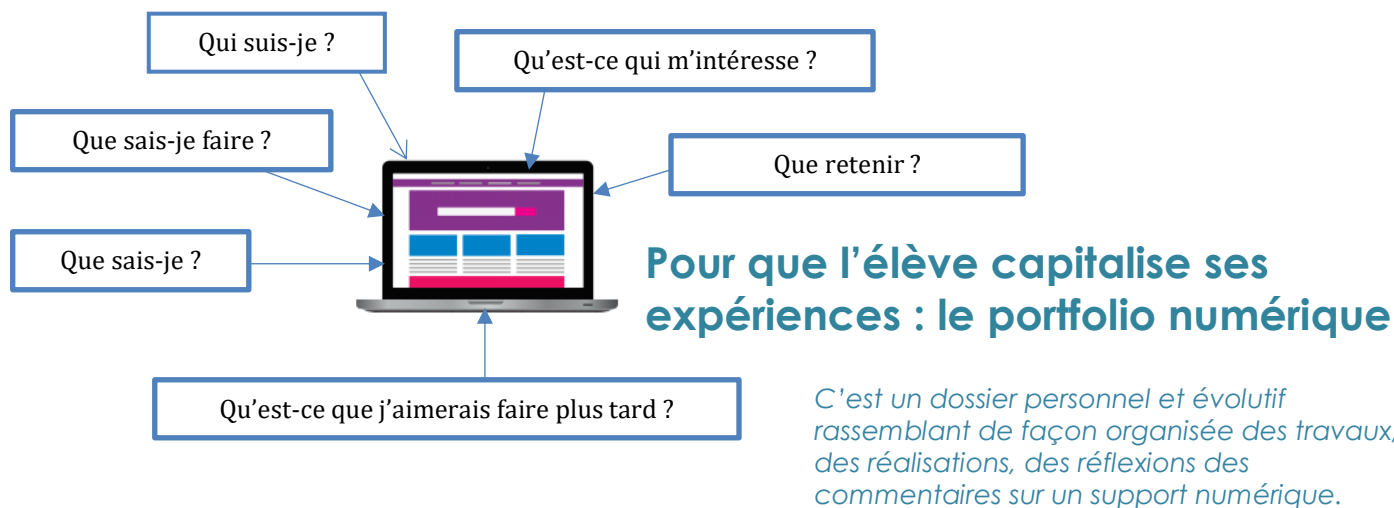 Qui suis-je ?
Qu’est-ce qui m’intéresse ?
Que sais-je faire ?
Que retenir ?
Que sais-je ?
Pour que l’élève capitalise ses
expériences : le portfolio numérique
Qu’est-ce que j’aimerais faire plus tard ?
C’est un dossier personnel et évolutif
rassemblant de façon organisée des travaux,
des réalisations, des réflexions des
commentaires sur un support numérique.